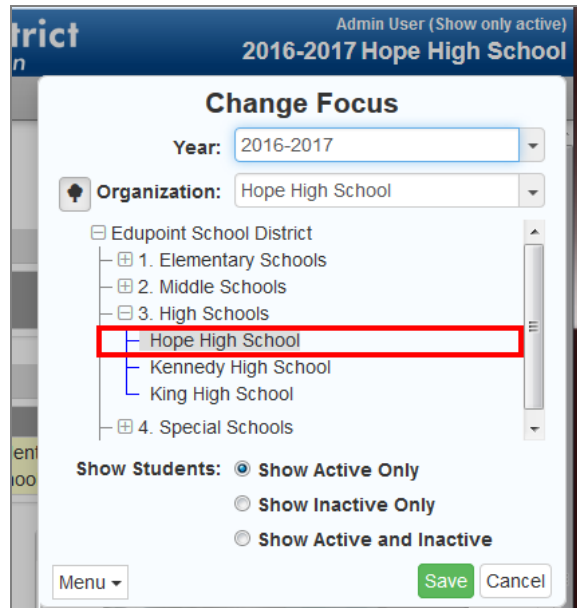 trict
Admin User (Show only active)
n
2016-2017 Hope High School
Change Focus
Year: 2016-2017
Organization: Hope High School
Edupoint School District
1. Elementary Schools
2. Middle Schools
3. High Schools
Hope High School
Kennedy High School
King High School
4. Special Schools
ent
hoo
Show Students: Show Active Only
Show Inactive Only
Show Active and Inactive
Menu
Save Cancel